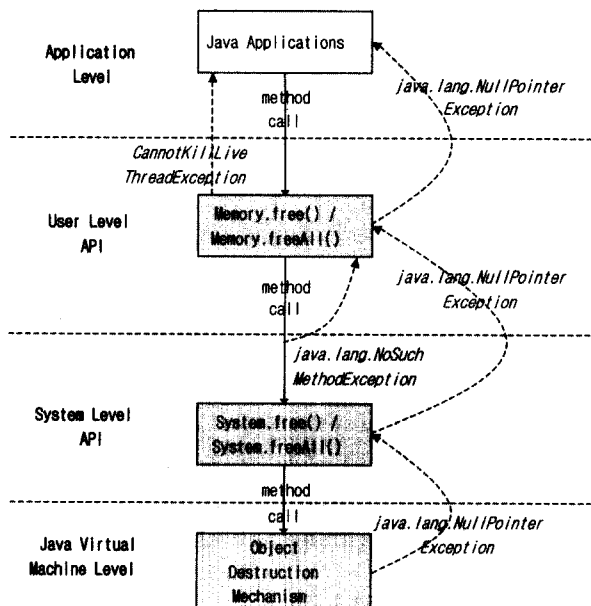 Application
Level
Java Applications
method
call
java.lang.NullPointer
Exception
CannotKillLive
ThreadException
User Level
API
Memory.free() /
Memory.freeAll()
method
call
java.lang.NullPointer
Exception
java.lang.NoSuch
MethodException
System Level
API
System.free() /
System.freeAll()
method
call
java.lang.NullPointer
Exception
Java Virtual
Machine Level
Object
Destruction
Mechanism